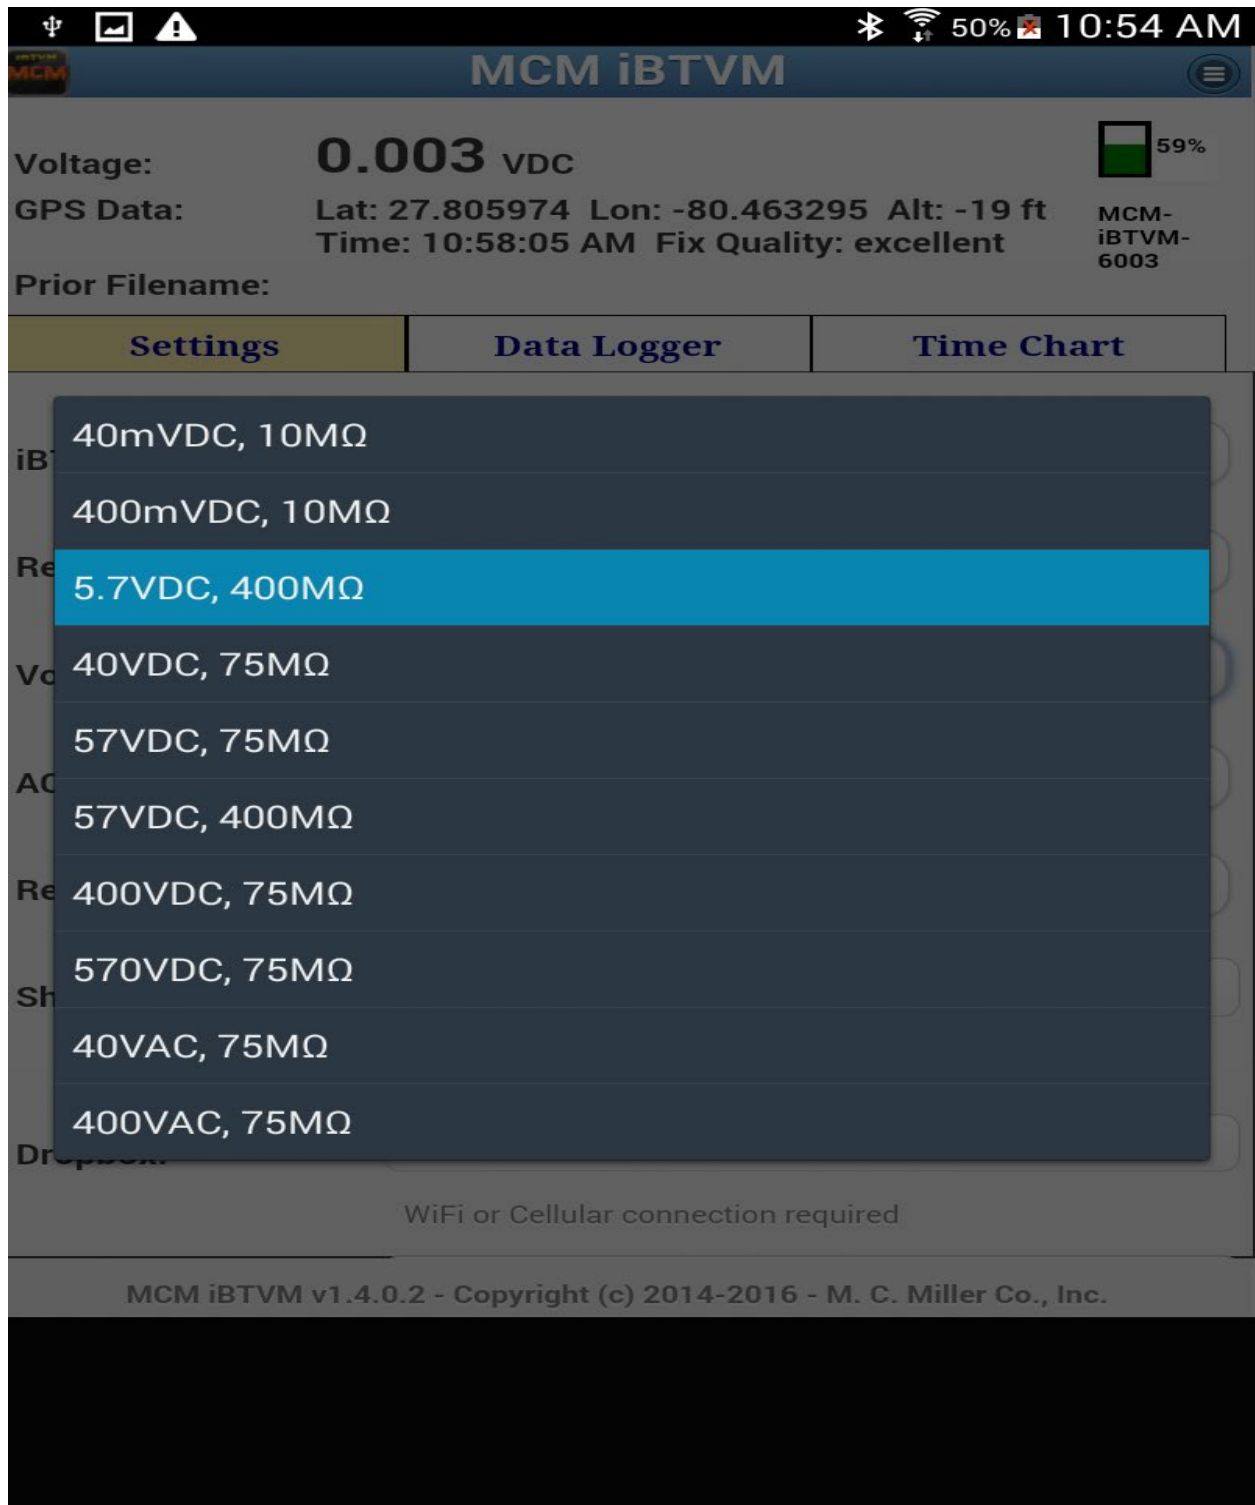 50% 10:54 AM
iBTVM
MCM
MCM iBTVM
Voltage: 0.003 VDC
59%
GPS Data: Lat: 27.805974 Lon: -80.463295 Alt: -19 ft
Time: 10:58:05 AM Fix Quality: excellent
MCM-
iBTVM-
6003
Prior Filename:
Settings Data Logger Time Chart
40mVDC, 10MΩ
400mVDC, 10MΩ
5.7VDC, 400MΩ
40VDC, 75MΩ
57VDC, 75MΩ
57VDC, 400MΩ
400VDC, 75MΩ
570VDC, 75MΩ
40VAC, 75MΩ
400VAC, 75MΩ
Dropbox:
WiFi or Cellular connection required
MCM iBTVM v1.4.0.2 - Copyright (c) 2014-2016 - M. C. Miller Co., Inc.